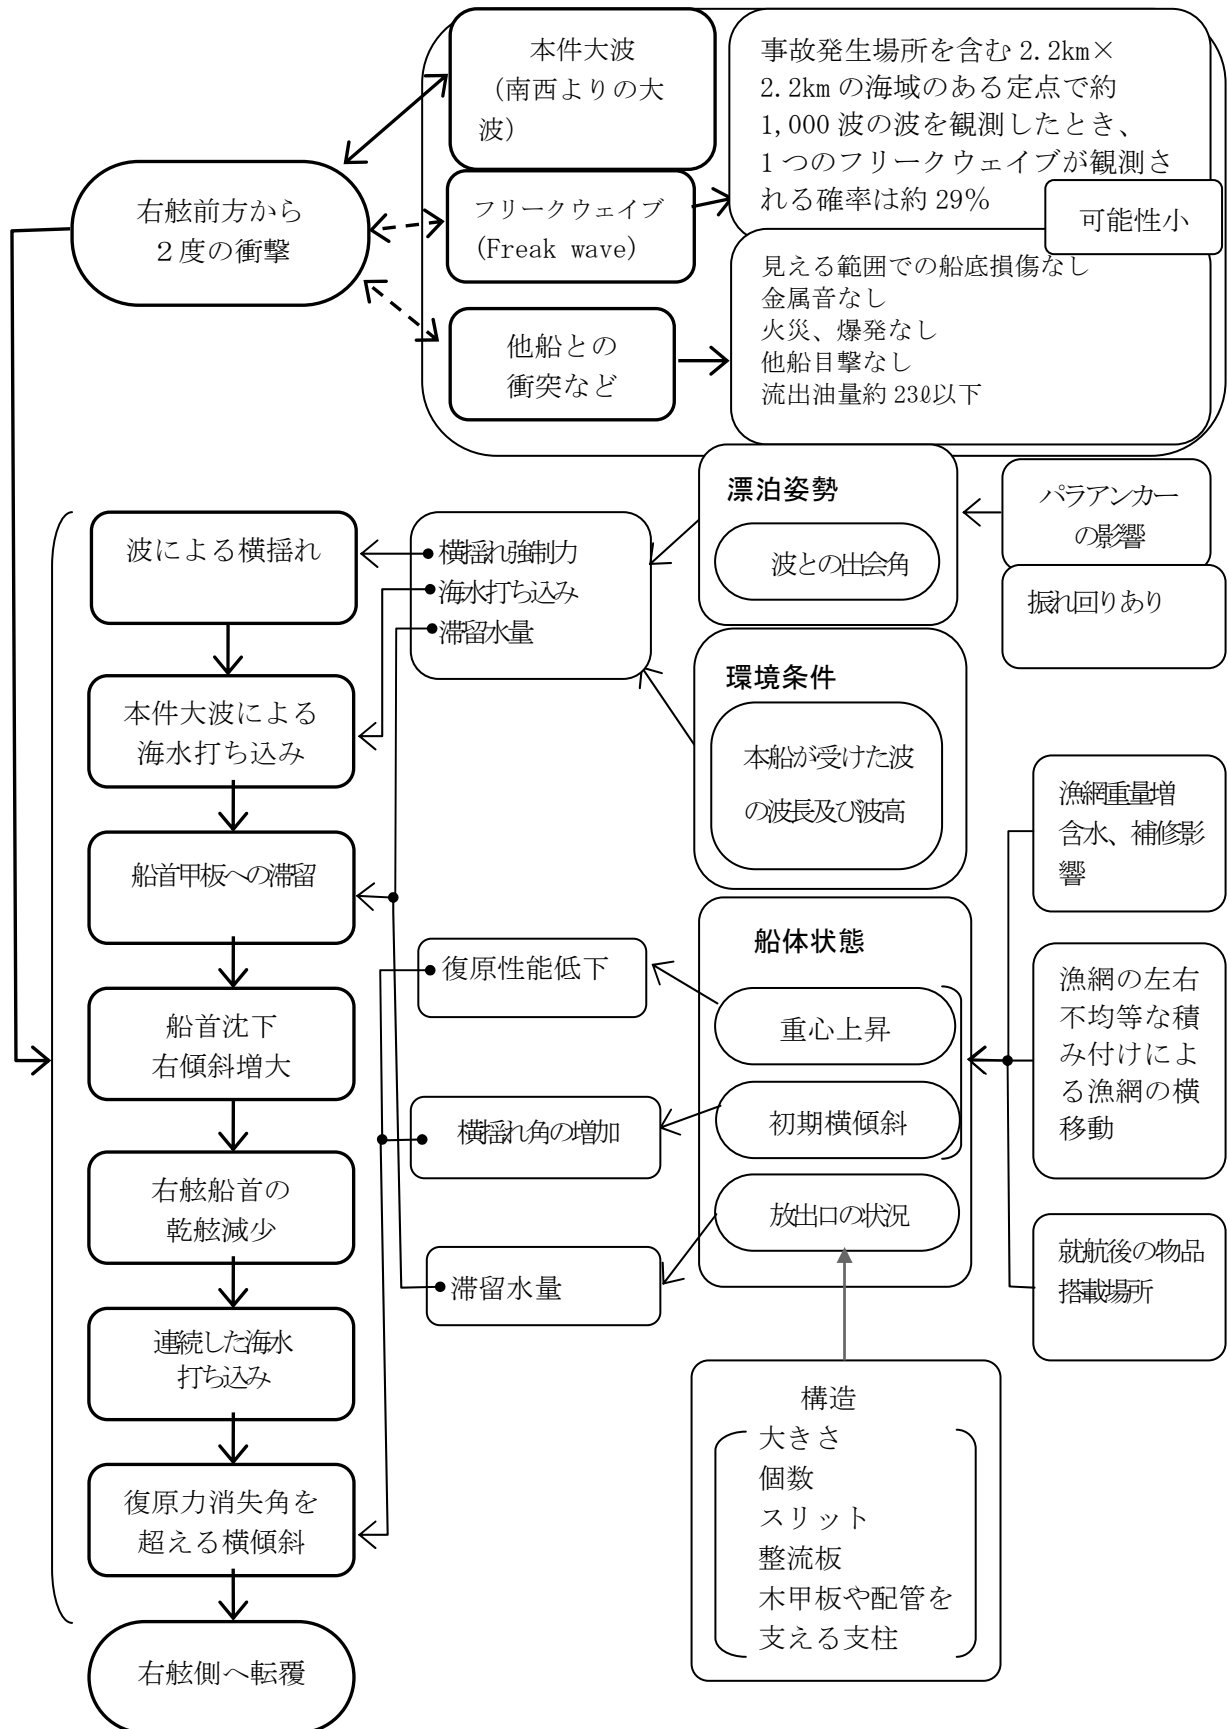 本件大波
(南西よりの大
波)
事故発生場所を含む 2.2km×
2.2km の海域のある定点で約
1,000 波の波を観測したとき、
1 つのフリークウェイブが観測さ
れる確率は約 29%
可能性小
右舷前方から
２度の衝撃
フリークウェイブ
(Freak wave)
見える範囲での船底損傷なし
金属音なし
火災、爆発なし
他船目撃なし
流出油量約 23ℓ以下
他船との
衝突など
漂泊姿勢
波との出会角
パラアンカー
の影響
振れ回りあり
波による横揺れ
横揺れ強制力
海水打ち込み
滞留水量
環境条件
本船が受けた波
の波長及び波高
本件大波による
海水打ち込み
漁網重量増
含水、補修影
響
船首甲板への滞留
船体状態
復原性能低下
重心上昇
漁網の左右
不均等な積
み付けによ
る漁網の横
移動
船首沈下
右傾斜増大
横揺れ角の増加
初期横傾斜
右舷船首の
乾舷減少
放出口の状況
就航後の物品
搭載場所
滞留水量
連続した海水
打ち込み
構造
大きさ
個数
スリット
整流板
木甲板や配管を
支える支柱
復原力消失角を
超える横傾斜
右舷側へ転覆